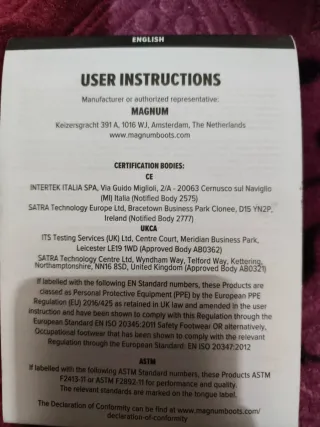 ENGLISH
USER INSTRUCTIONS
Manufacturer or authorized representative:
MAGNUM
Keizersgracht 391 A, 1016 WJ, Amsterdam, The Netherlands
www.magnumboots.com
CERTIFICATION BODIES:
CE
INTERTEK ITALIA SPA, Via Guido Miglioli, 2/A - 20063 Cernusco sul Naviglio
(MI) Italia (Notified Body 2575)
SATRA Technology Europe Ltd, Bracetown Business Park Clonee, D15 YN2P,
Ireland (Notified Body 2777)
UKCA
ITS Testing Services (UK) Ltd, Centre Court, Meridian Business Park,
Leicester LE19 1WD (Approved Body AB0362)
SATRA Technology Centre Ltd, Wyndham Way, Telford Way, Kettering,
Northamptonshire, NN16 8SD, United Kingdom (Approved Body AB0321)
If labelled with the following EN Standard numbers, these Products are
classed as Personal Protective Equipment (PPE) by the European PPE
Regulation (EU) 2016/425 as retained in UK law and amended in the user
instruction and have been shown to comply with this Regulation through the
European Standard EN ISO 20345:2011 Safety Footwear OR alternatively,
Occupational footwear that has been shown to comply with the relevant
Regulation through the European Standard: EN ISO 20347:2012
ASTM
If labelled with the following ASTM Standard numbers, these Products ASTM
F2413-11 or ASTM F2892-11 for performance and quality.
The relevant standards are marked on the tongue label.
The Declaration of Conformity can be find at www.magnumboots/
declaration-of-conformity